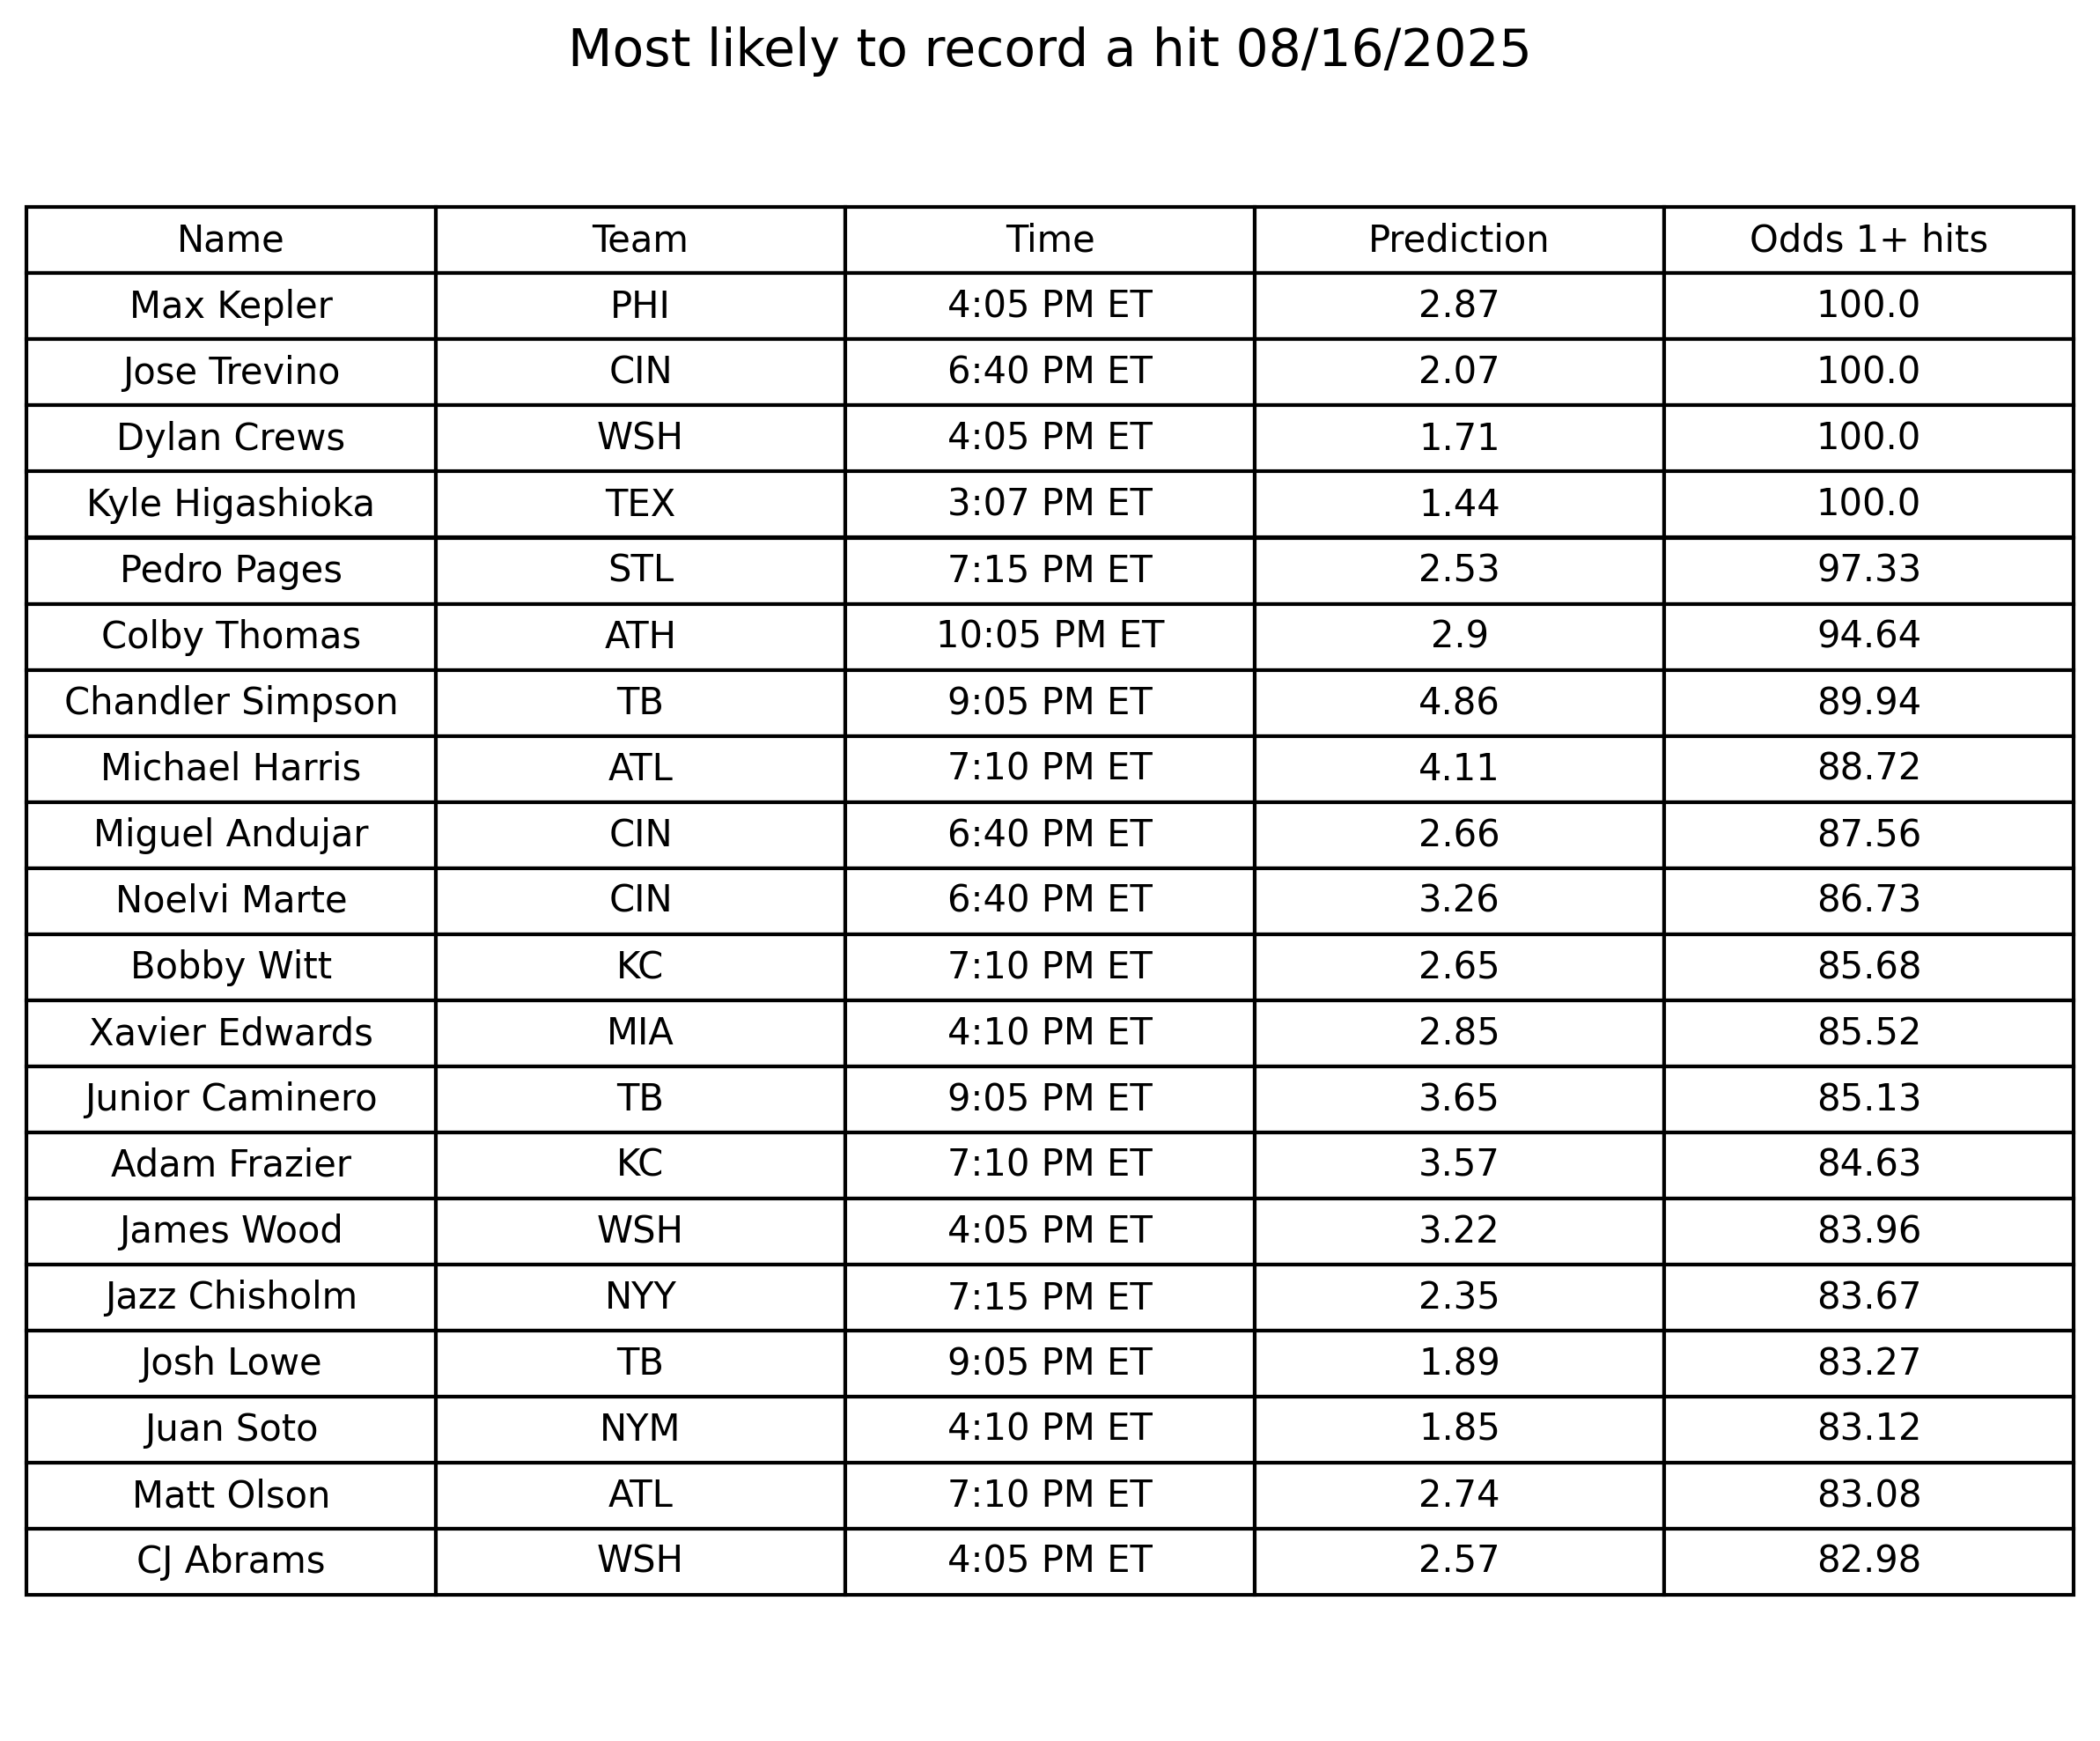 Most likely to record a hit 08/16/2025
Name Team Time Prediction Odds 1+ hits
Max Kepler PHI 4:05 PM ET 2.87 100.0
Jose Trevino CIN 6:40 PM ET 2.07 100.0
Dylan Crews WSH 4:05 PM ET 1.71 100.0
Kyle Higashioka TEX 3:07 PM ET 1.44 100.0
Pedro Pages STL 7:15 PM ET 2.53 97.33
Colby Thomas ATH 10:05 PM ET 2.9 94.64
Chandler Simpson TB 9:05 PM ET 4.86 89.94
Michael Harris ATL 7:10 PM ET 4.11 88.72
Miguel Andujar CIN 6:40 PM ET 2.66 87.56
Noelvi Marte CIN 6:40 PM ET 3.26 86.73
Bobby Witt KC 7:10 PM ET 2.65 85.68
Xavier Edwards MIA 4:10 PM ET 2.85 85.52
Junior Caminero TB 9:05 PM ET 3.65 85.13
Adam Frazier KC 7:10 PM ET 3.57 84.63
James Wood WSH 4:05 PM ET 3.22 83.96
Jazz Chisholm NYY 7:15 PM ET 2.35 83.67
Josh Lowe TB 9:05 PM ET 1.89 83.27
Juan Soto NYM 4:10 PM ET 1.85 83.12
Matt Olson ATL 7:10 PM ET 2.74 83.08
CJ Abrams WSH 4:05 PM ET 2.57 82.98